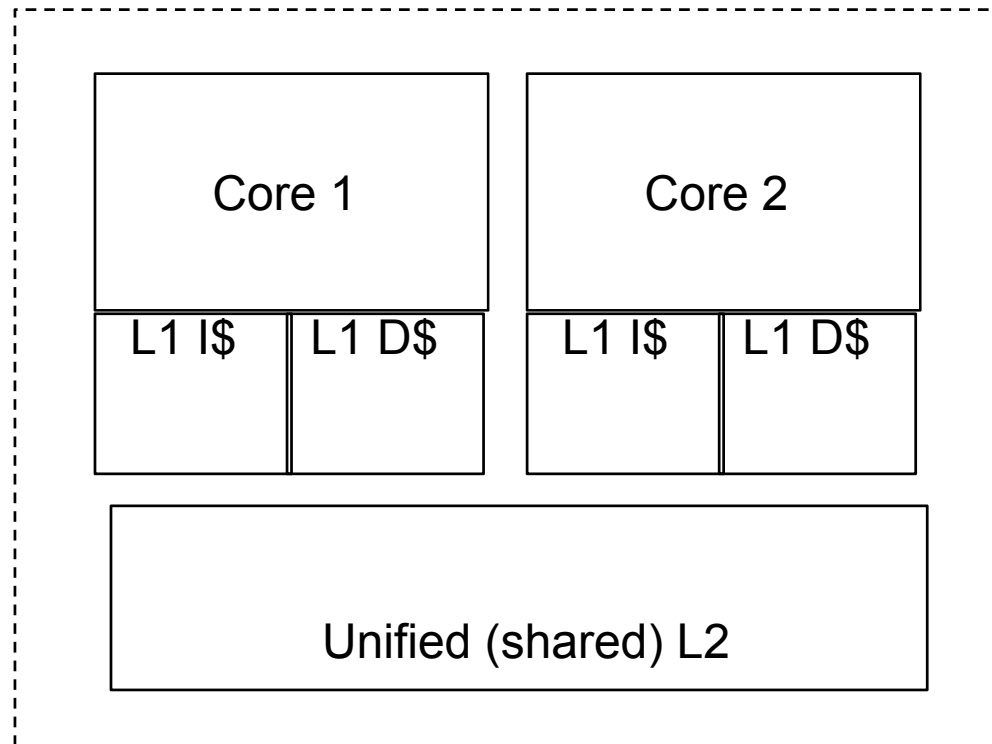 Core 1
Core 2
L1 I$
L1 D$
L1 I$
L1 D$
Unified (shared) L2